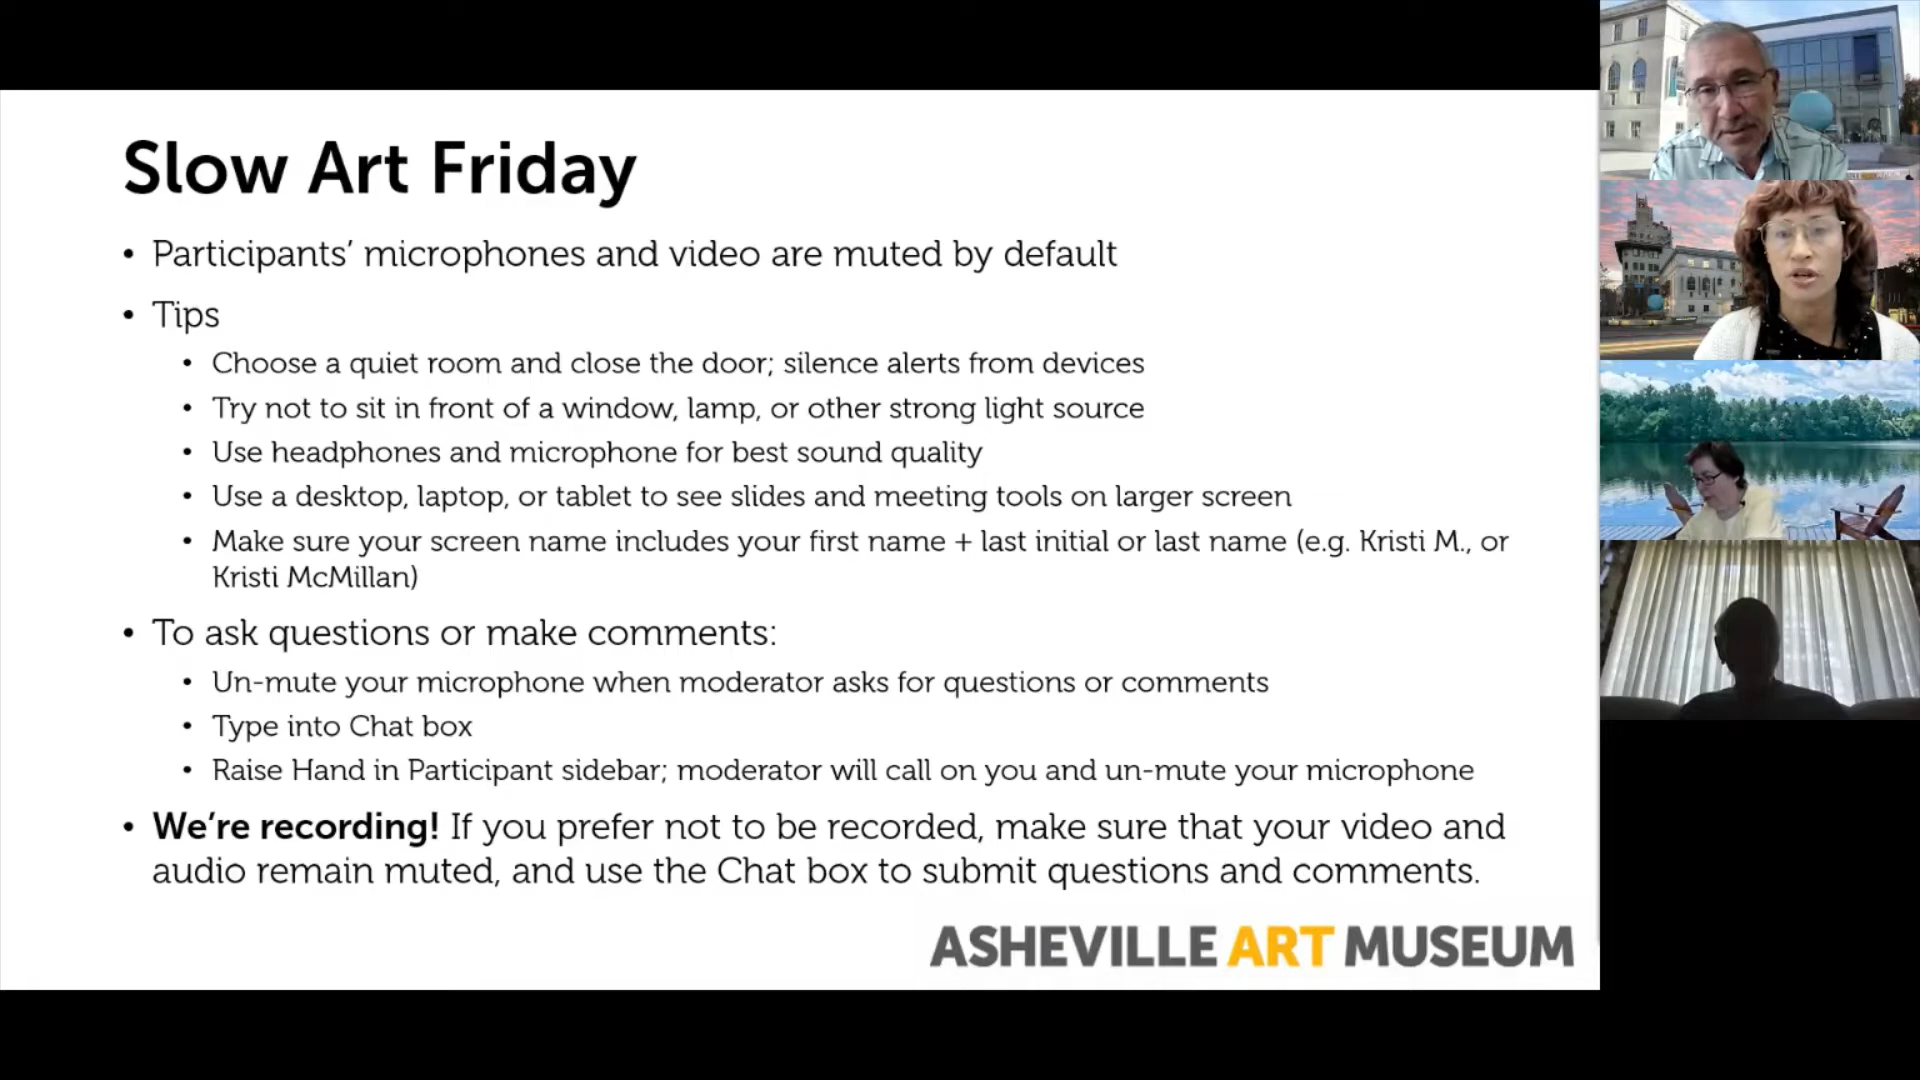 Slow Art Friday
• Participants’ microphones and video are muted by default
• Tips
• Choose a quiet room and close the door; silence alerts from devices
• Try not to sit in front of a window, lamp, or other strong light source
• Use headphones and microphone for best sound quality
• Use a desktop, laptop, or tablet to see slides and meeting tools on larger screen
• Make sure your screen name includes your first name + last initial or last name (e.g. Kristi M., or
Kristi McMillan)
• To ask questions or make comments:
• Un-mute your microphone when moderator asks for questions or comments
• Type into Chat box
• Raise Hand in Participant sidebar; moderator will call on you and un-mute your microphone
• We’re recording! If you prefer not to be recorded, make sure that your video and
audio remain muted, and use the Chat box to submit questions and comments.
ASHEVILLE ART MUSEUM